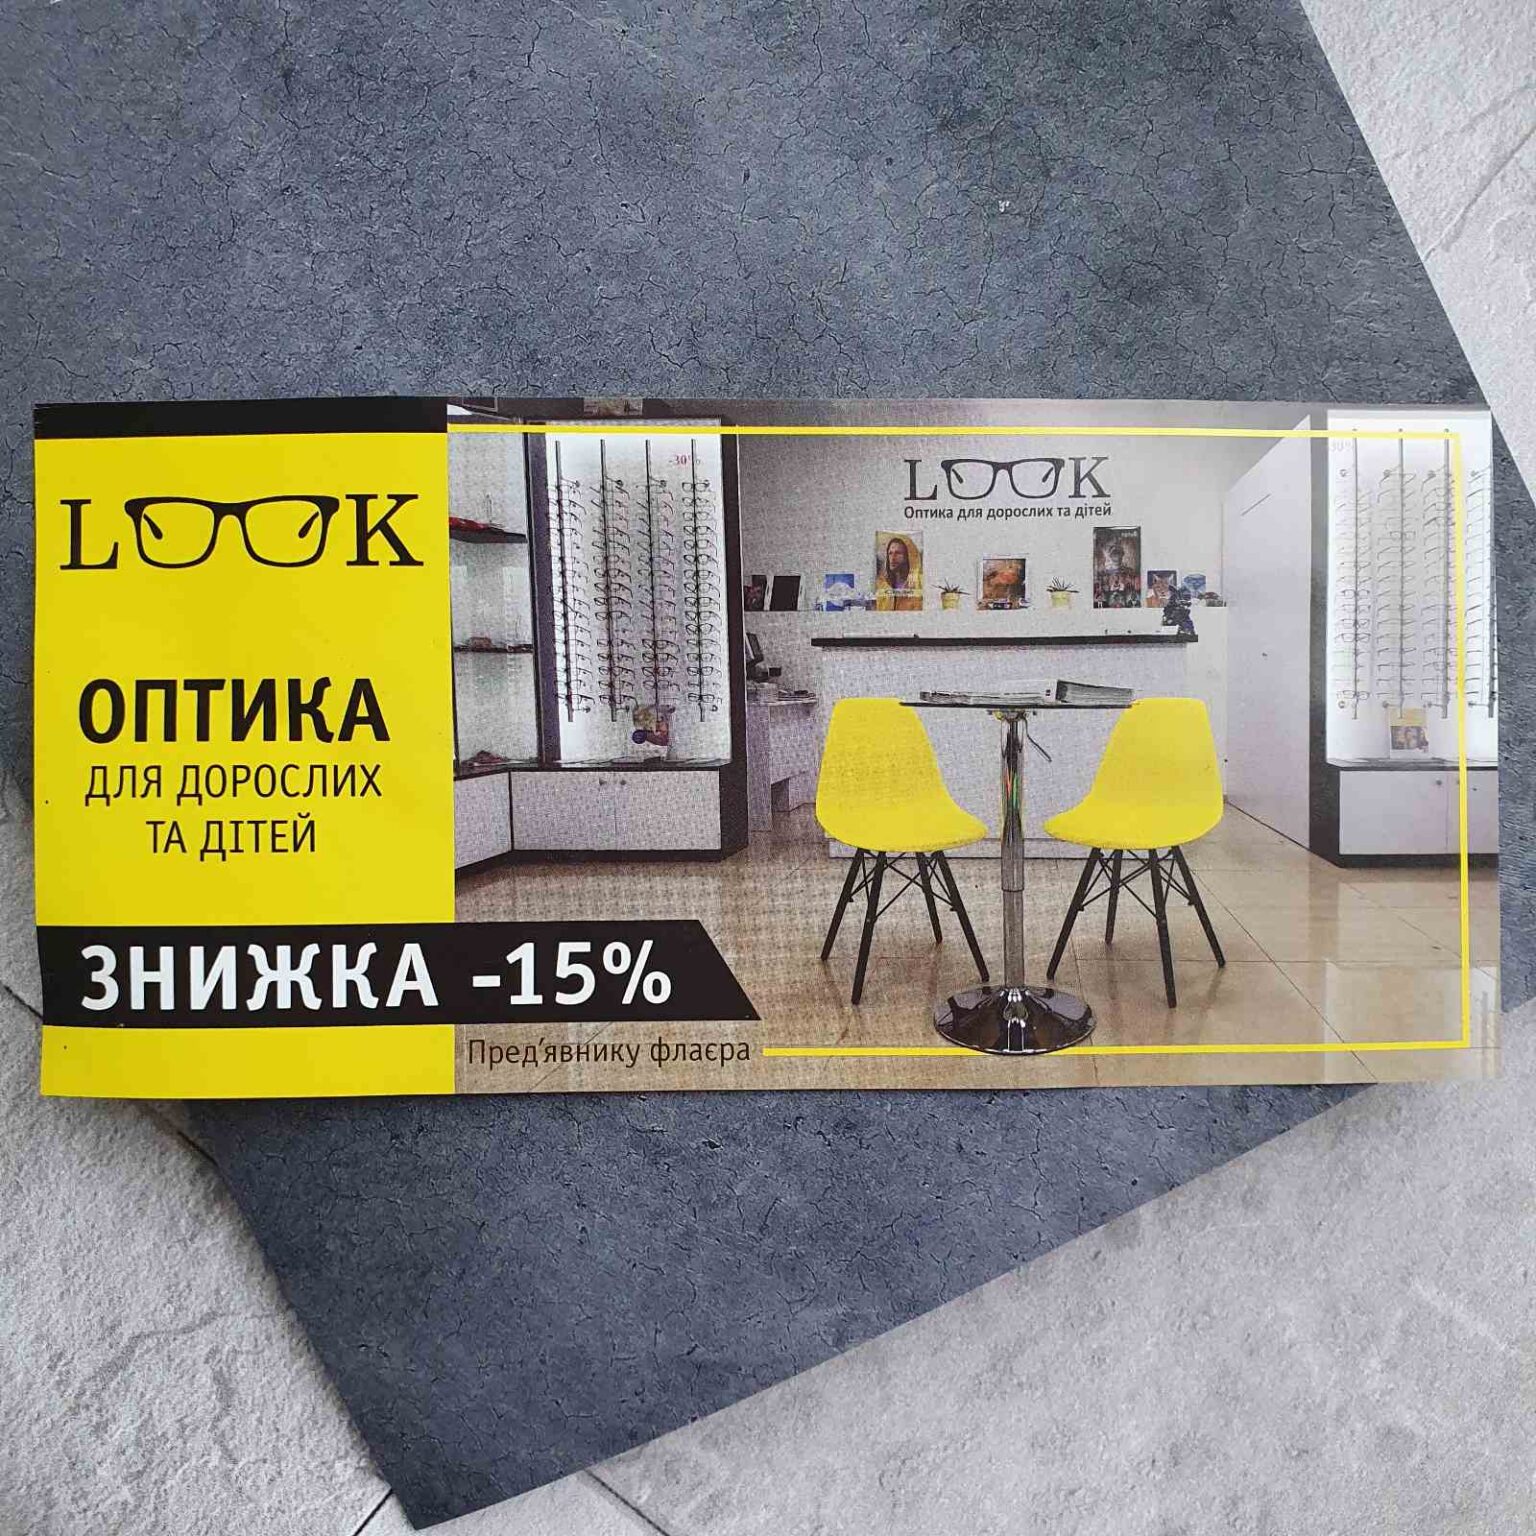 LOOK
ОПТИКА
ДЛЯ ДОРОСЛИХ
ТА ДІТЕЙ
ЗНИЖКА -15%
Пред'явнику флаєра
-30%
LOOK
Оптика для дорослих та дітей